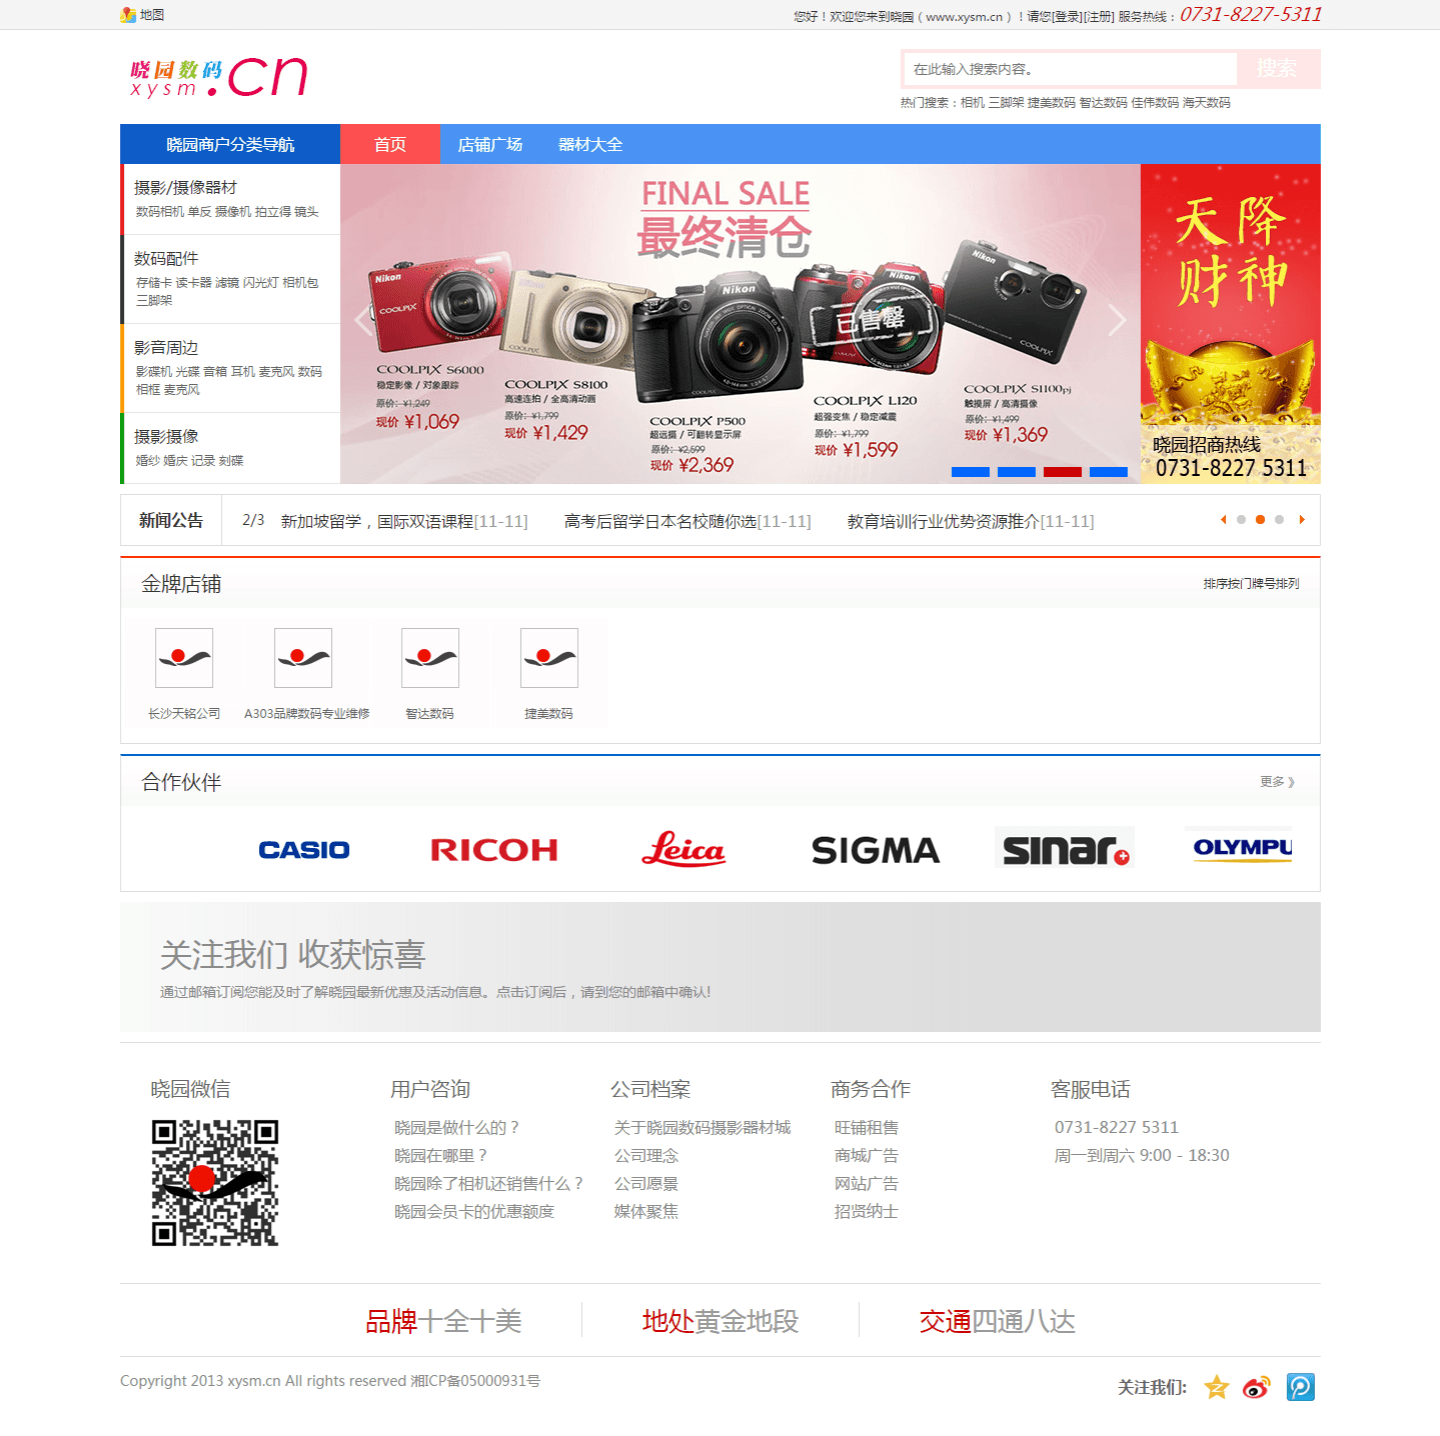 地图
您好！欢迎您来到晓园（www.xysm.cn）！请您[登录][注册] 服务热线：0731-8227-5311
晓园数码.cn
xysm
在此输入搜索内容。
搜索
热门搜索：相机 三脚架 捷美数码 智达数码 佳伟数码 海天数码
晓园商户分类导航
首页
店铺广场
器材大全
摄影/摄像器材
数码相机 单反 摄像机 拍立得 镜头
数码配件
存储卡 读卡器 滤镜 闪光灯 相机包
三脚架
影音周边
影碟机 光碟 音箱 耳机 麦克风 数码
相框 麦克风
摄影摄像
婚纱 婚庆 记录 刻碟
FINAL SALE
最终清仓
Nikon
COOLPIX
Nikon
Nikon
Nikon
已售罄
COOLPIX S6000
稳定影像 / 对象跟踪
原价：¥1,249
现价 ¥1,069
COOLPIX S8100
高速连拍 / 全高清动画
原价：¥1,799
现价 ¥1,429
COOLPIX P500
超远摄 / 可翻转显示屏
原价：¥2,599
现价 ¥2,369
COOLPIX L120
超强变焦 / 稳定减震
原价：¥1,799
现价 ¥1,599
COOLPIX S1100pj
触摸屏 / 高清摄像
原价：¥1,499
现价 ¥1,369
天降
财神
晓园招商热线
0731-8227 5311
新闻公告
2/3
新加坡留学，国际双语课程[11-11]
高考后留学日本名校随你选[11-11]
教育培训行业优势资源推介[11-11]
金牌店铺
排序按门牌号排列
长沙天铭公司
A303品牌数码专业维修
智达数码
捷美数码
合作伙伴
更多 》
CASIO
RICOH
Leica
SIGMA
sinar
OLYMPU
关注我们 收获惊喜
通过邮箱订阅您能及时了解晓园最新优惠及活动信息。点击订阅后，请到您的邮箱中确认!
晓园微信
用户咨询
晓园是做什么的？
晓园在哪里？
晓园除了相机还销售什么？
晓园会员卡的优惠额度
公司档案
关于晓园数码摄影器材城
公司理念
公司愿景
媒体聚焦
商务合作
旺铺租售
商城广告
网站广告
招贤纳士
客服电话
0731-8227 5311
周一到周六 9:00 - 18:30
品牌十全十美
地处黄金地段
交通四通八达
Copyright 2013 xysm.cn All rights reserved 湘ICP备05000931号
关注我们: